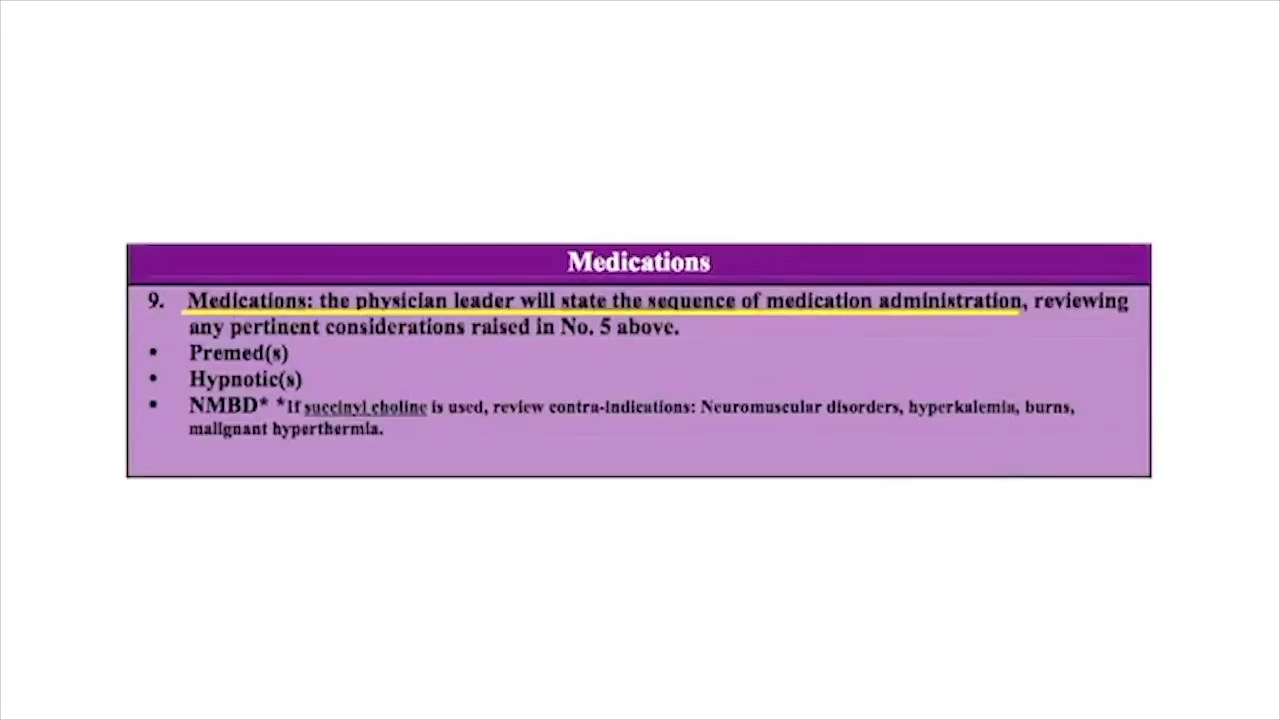 Medications
9. Medications: the physician leader will state the sequence of medication administration, reviewing
any pertinent considerations raised in No. 5 above.
• Premed(s)
• Hypnotic(s)
• NMBD* *If succinyl choline is used, review contra-indications: Neuromuscular disorders, hyperkalemia, burns,
malignant hyperthermia.